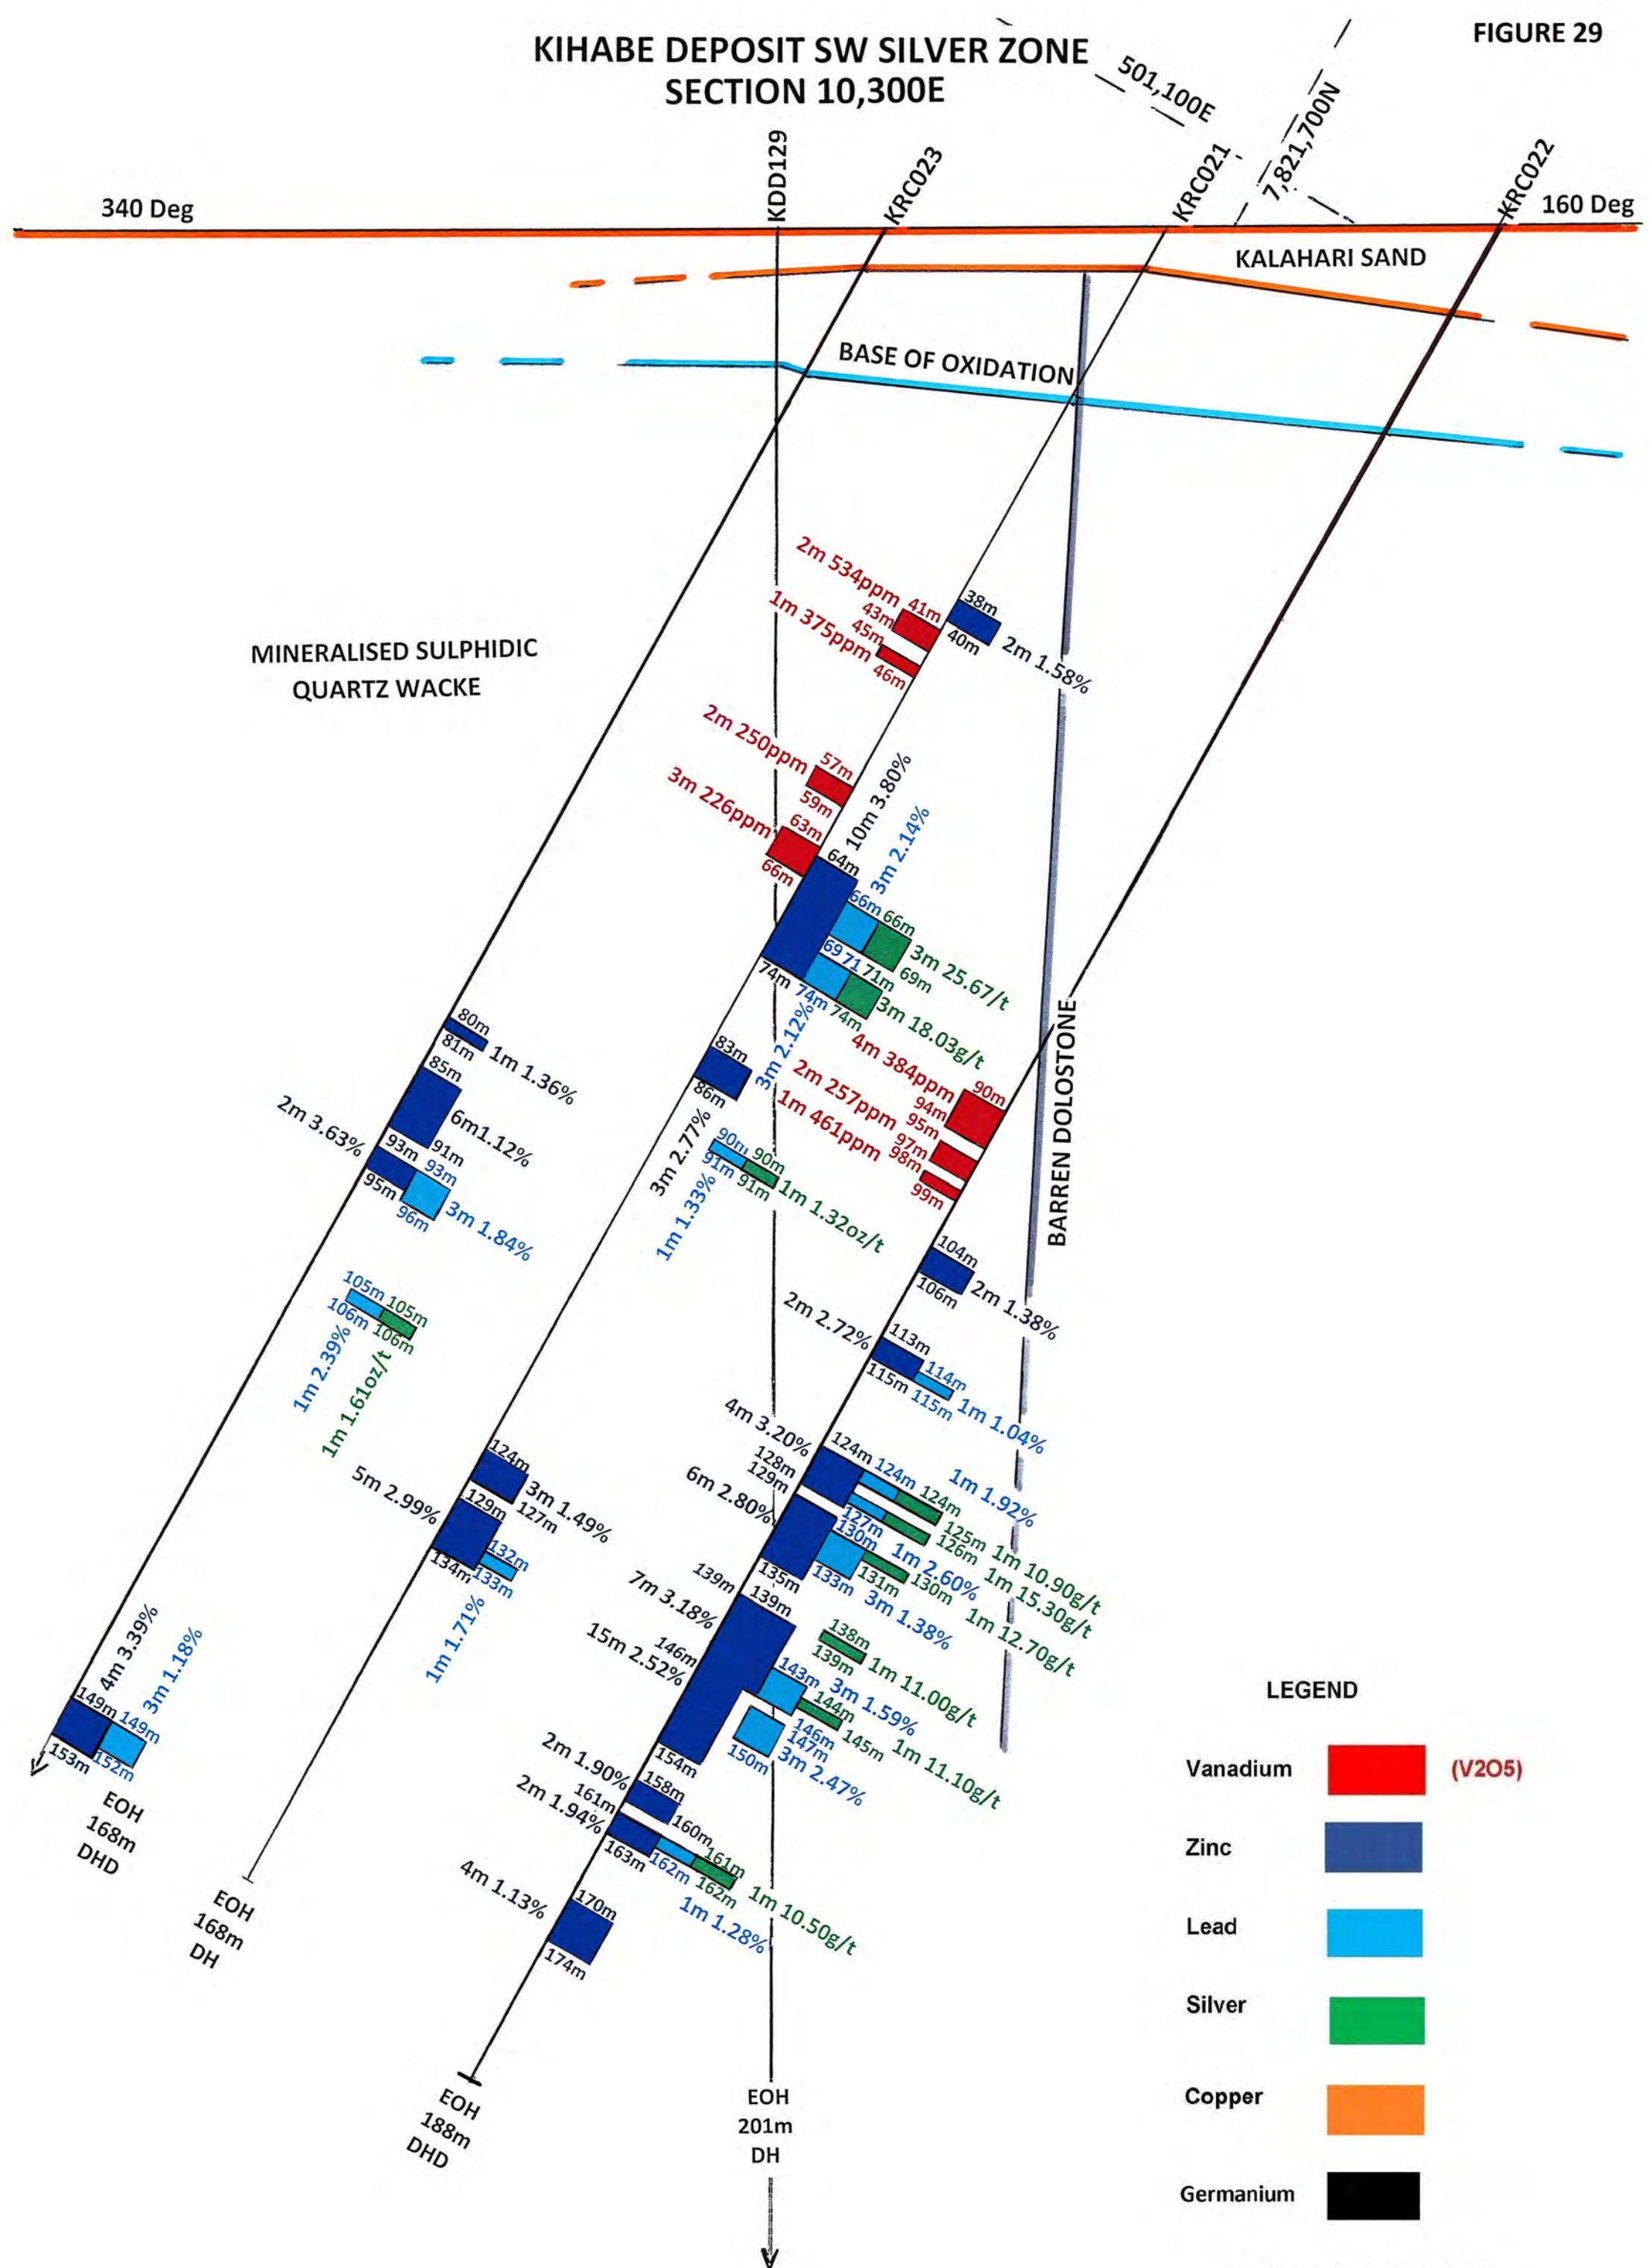 FIGURE 29
KIHABE DEPOSIT SW SILVER ZONE
SECTION 10,300E
501,100E
7,821,700N
KDD129
KRC023
KRC021
KRC022
340 Deg
160 Deg
KALAHARI SAND
BASE OF OXIDATION
MINERALISED SULPHIDIC
QUARTZ WACKE
BARREN DOLOSTONE
2m 534ppm
41m
43m
1m 375ppm
45m
46m
38m
40m
2m 1.58%
2m 250ppm
57m
59m
3m 226ppm
63m
66m
64m
10m 3.80%
3m 2.14%
66m
66m
69
71
71m
69m
3m 25.67/t
74m
74m
74m
3m 18.03g/t
3m 2.12%
83m
86m
3m 2.77%
90m
90m
91m
91m
1m 1.33%
1m 1.32oz/t
124m
127m
3m 1.49%
5m 2.99%
129m
134m
132m
133m
1m 1.71%
EOH
168m
DH
80m
81m
1m 1.36%
85m
6m1.12%
91m
2m 3.63%
93m
93m
95m
96m
3m 1.84%
105m
105m
106m
106m
1m 2.39%
1m 1.61oz/t
4m 3.39%
3m 1.18%
149m
149m
153m
152m
EOH
168m
DHD
4m 384ppm
90m
94m
2m 257ppm
95m
97m
1m 461ppm
98m
99m
104m
106m
2m 1.38%
2m 2.72%
113m
114m
115m
115m
1m 1.04%
4m 3.20%
124m
124m
124m
1m 1.92%
128m
129m
125m
1m 10.90g/t
127m
126m
1m 2.60%
1m 15.30g/t
6m 2.80%
130m
130m
131m
135m
133m
3m 1.38%
1m 12.70g/t
139m
139m
7m 3.18%
138m
139m
1m 11.00g/t
146m
15m 2.52%
143m
3m 1.59%
144m
146m
145m
1m 11.10g/t
147m
150m
3m 2.47%
154m
2m 1.90%
158m
160m
161m
2m 1.94%
163m
161m
162m
162m
1m 1.28%
1m 10.50g/t
4m 1.13%
170m
174m
EOH
188m
DHD
EOH
201m
DH
LEGEND
Vanadium
(V2O5)
Zinc
Lead
Silver
Copper
Germanium